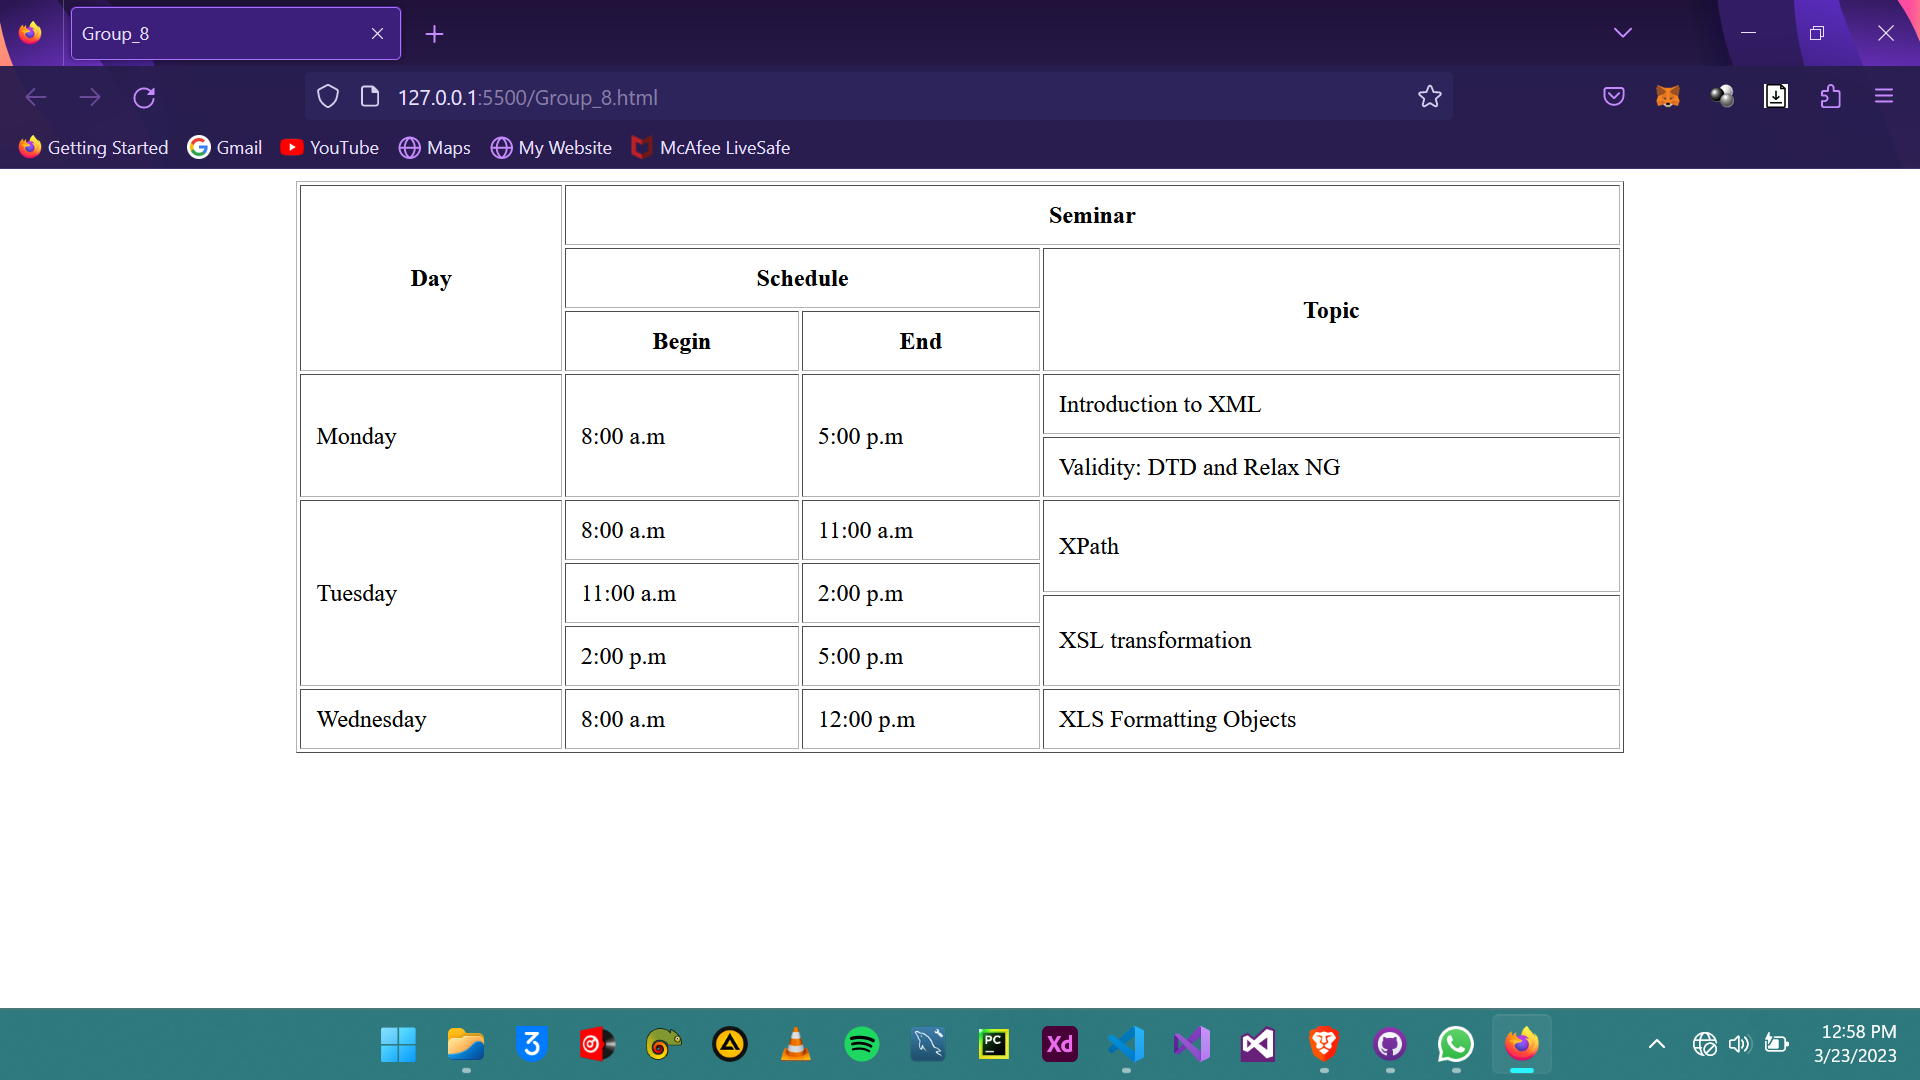 Group_8
127.0.0.1:5500/Group_8.html
Getting Started Gmail YouTube Maps My Website McAfee LiveSafe
Seminar
Day Schedule Topic
Begin End
Monday 8:00 a.m 5:00 p.m Introduction to XML
Validity: DTD and Relax NG
Tuesday 8:00 a.m 11:00 a.m XPath
11:00 a.m 2:00 p.m
2:00 p.m 5:00 p.m XSL transformation
Wednesday 8:00 a.m 12:00 p.m XLS Formatting Objects
3 PC Xd 12:58 PM
3/23/2023